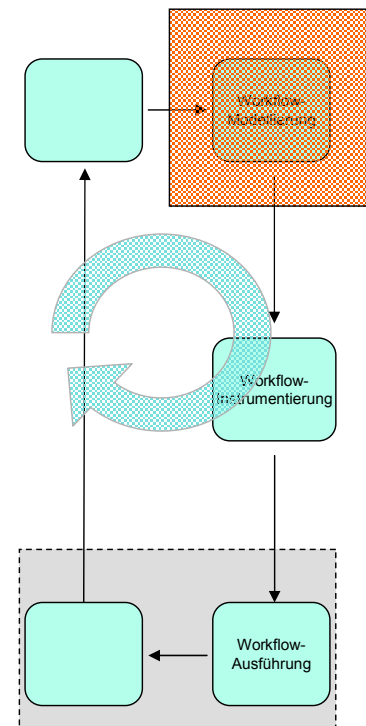 Workflow-
Modellierung
Workflow-
Instrumentierung
Workflow-
Ausführung